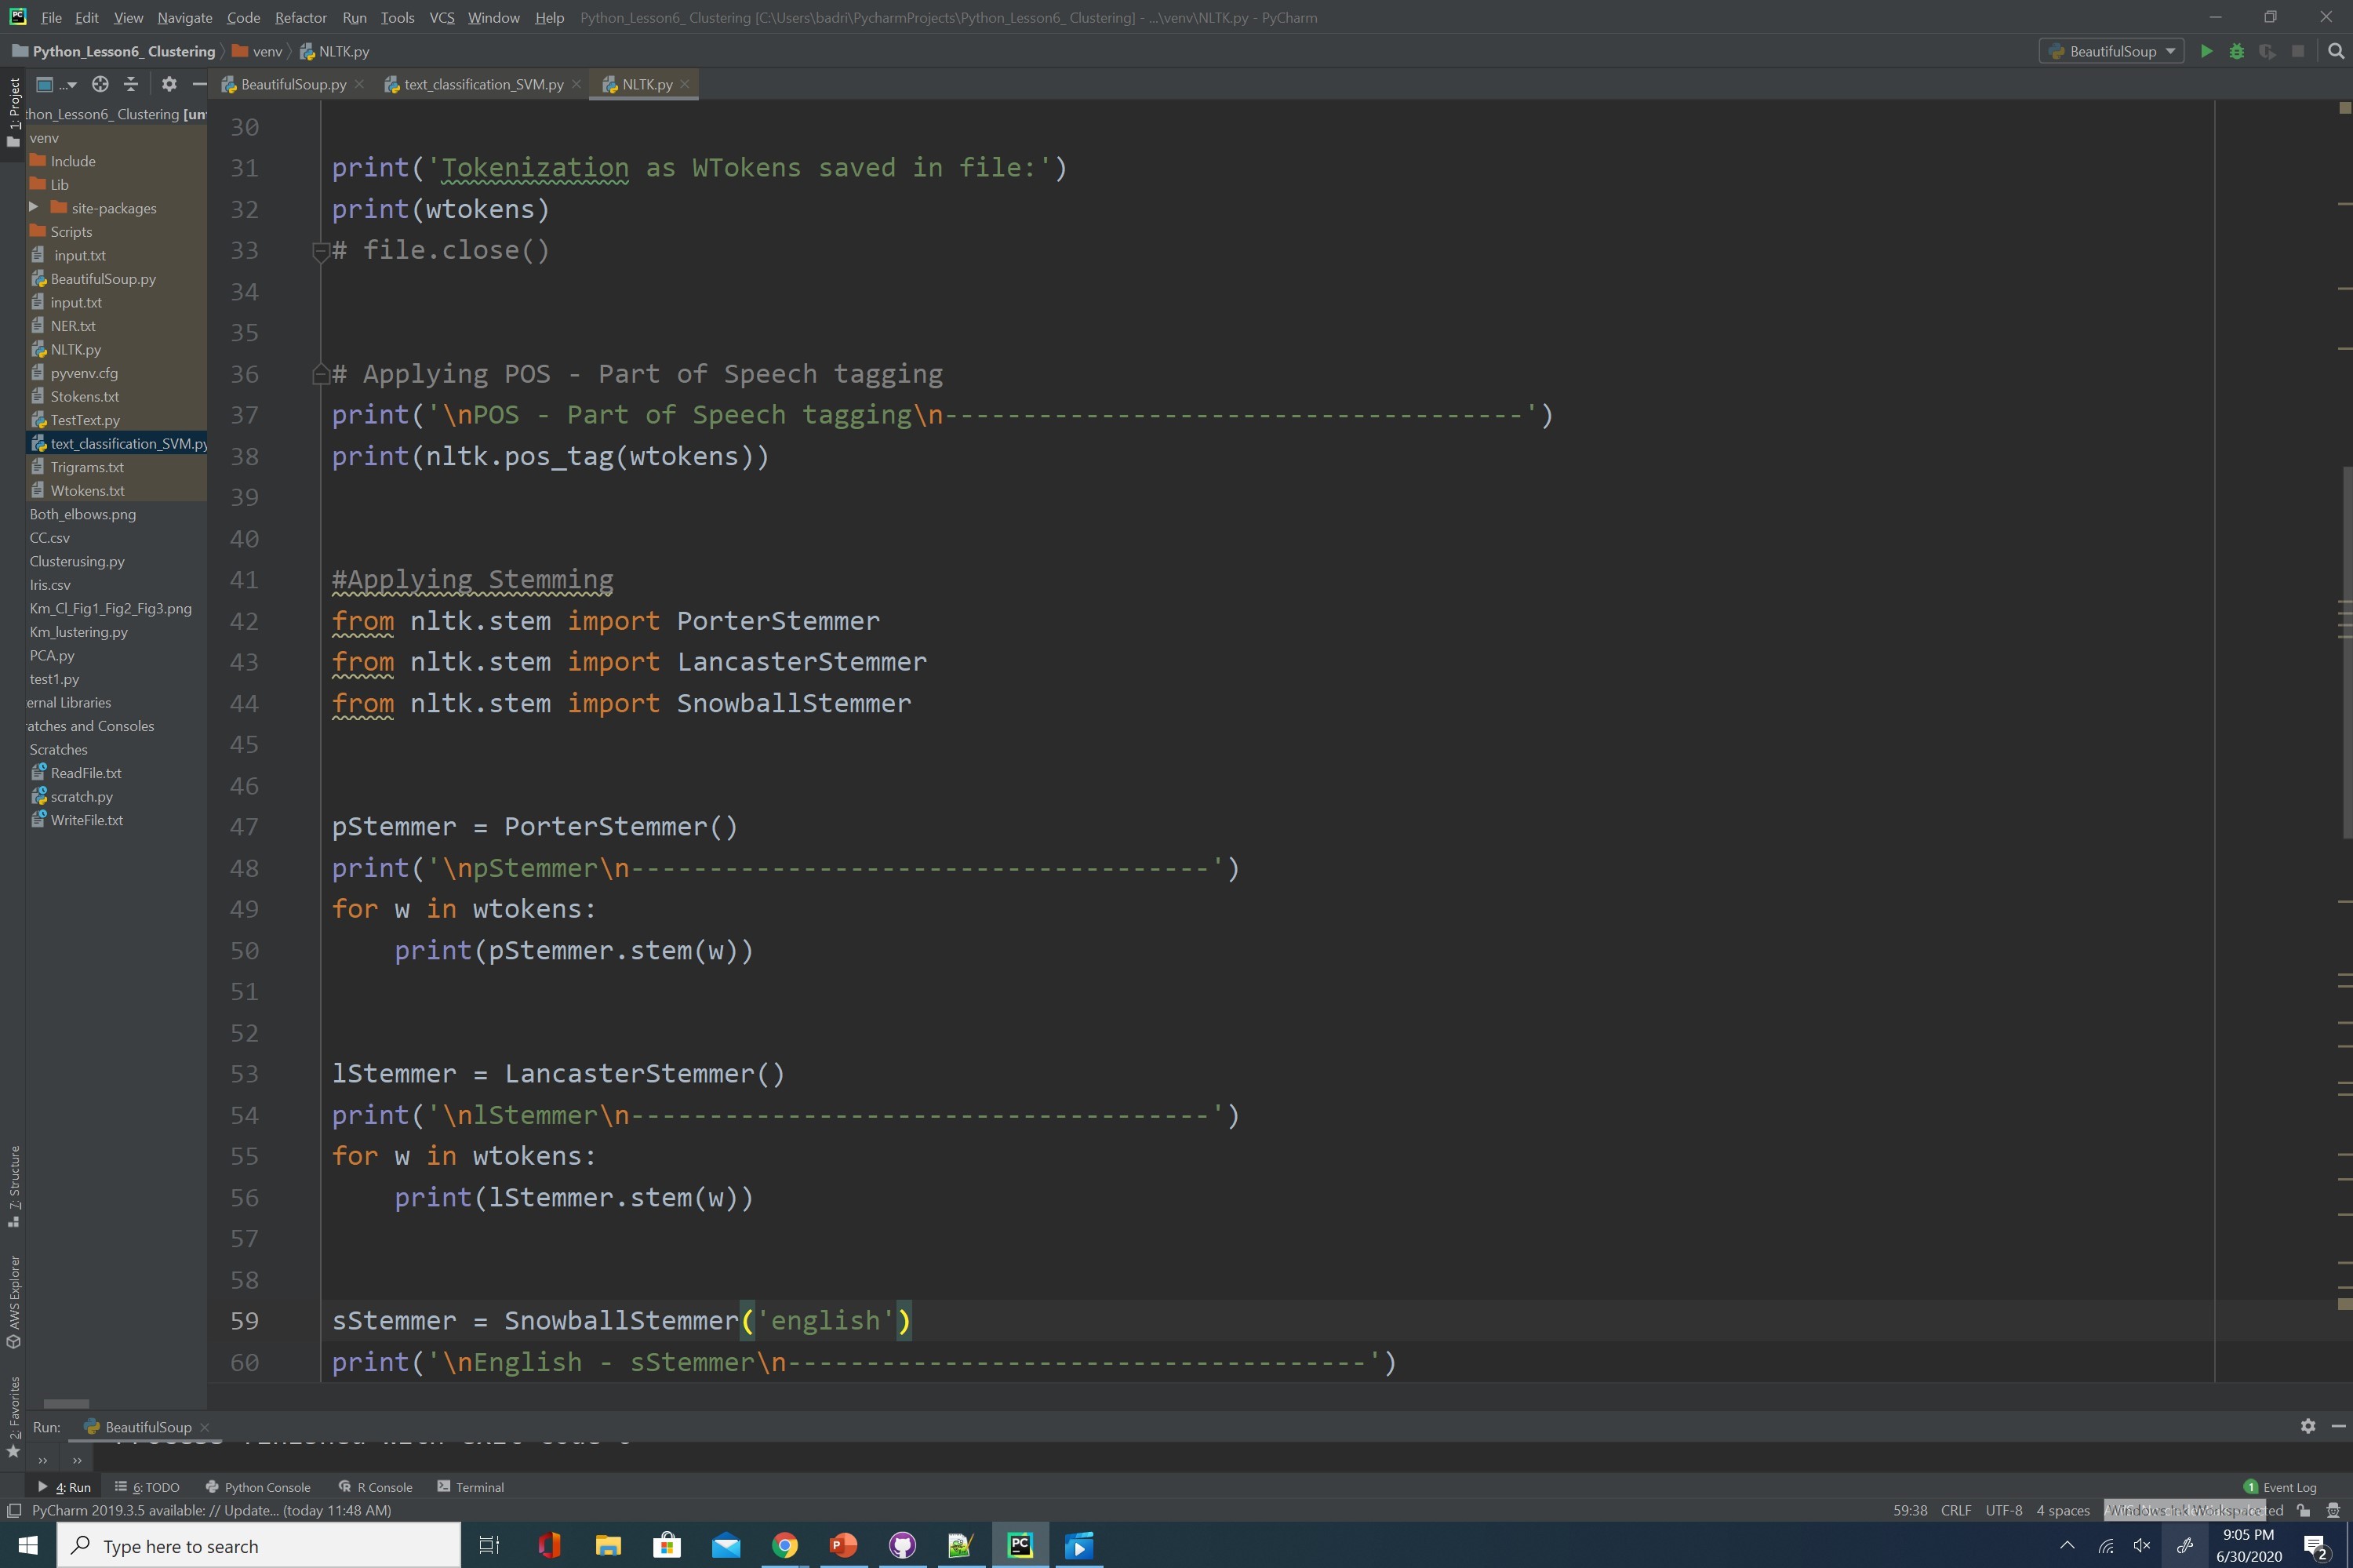 File Edit View Navigate Code Refactor Run Tools VCS Window Help Python_Lesson6_ Clustering [C:\Users\badri\PycharmProjects\Python_Lesson6_ Clustering] - ...\venv\NLTK.py - PyCharm
Python_Lesson6_ Clustering venv NLTK.py BeautifulSoup
1: Project
... BeautifulSoup.py text_classification_SVM.py NLTK.py
thon_Lesson6_ Clustering [un
venv
Include
Lib
site-packages
Scripts
input.txt
BeautifulSoup.py
input.txt
NER.txt
NLTK.py
pyvenv.cfg
Stokens.txt
TestText.py
text_classification_SVM.py
Trigrams.txt
Wtokens.txt
Both_elbows.png
CC.csv
Clusterusing.py
Iris.csv
Km_Cl_Fig1_Fig2_Fig3.png
Km_lustering.py
PCA.py
test1.py
ernal Libraries
ratches and Consoles
Scratches
ReadFile.txt
scratch.py
WriteFile.txt
7: Structure
AWS Explorer
2: Favorites
30
31 print('Tokenization as WTokens saved in file:')
32 print(wtokens)
33 # file.close()
34
35
36 # Applying POS - Part of Speech tagging
37 print('\nPOS - Part of Speech tagging\n-------------------------------------')
38 print(nltk.pos_tag(wtokens))
39
40
41 #Applying Stemming
42 from nltk.stem import PorterStemmer
43 from nltk.stem import LancasterStemmer
44 from nltk.stem import SnowballStemmer
45
46
47 pStemmer = PorterStemmer()
48 print('\npStemmer\n-------------------------------------')
49 for w in wtokens:
50 print(pStemmer.stem(w))
51
52
53 lStemmer = LancasterStemmer()
54 print('\nlStemmer\n-------------------------------------')
55 for w in wtokens:
56 print(lStemmer.stem(w))
57
58
59 sStemmer = SnowballStemmer('english')
60 print('\nEnglish - sStemmer\n-------------------------------------')
Run: BeautifulSoup
4: Run 6: TODO Python Console R Console Terminal 1 Event Log
PyCharm 2019.3.5 available: // Update... (today 11:48 AM) 59:38 CRLF UTF-8 4 spaces
Type here to search
9:05 PM
6/30/2020
2